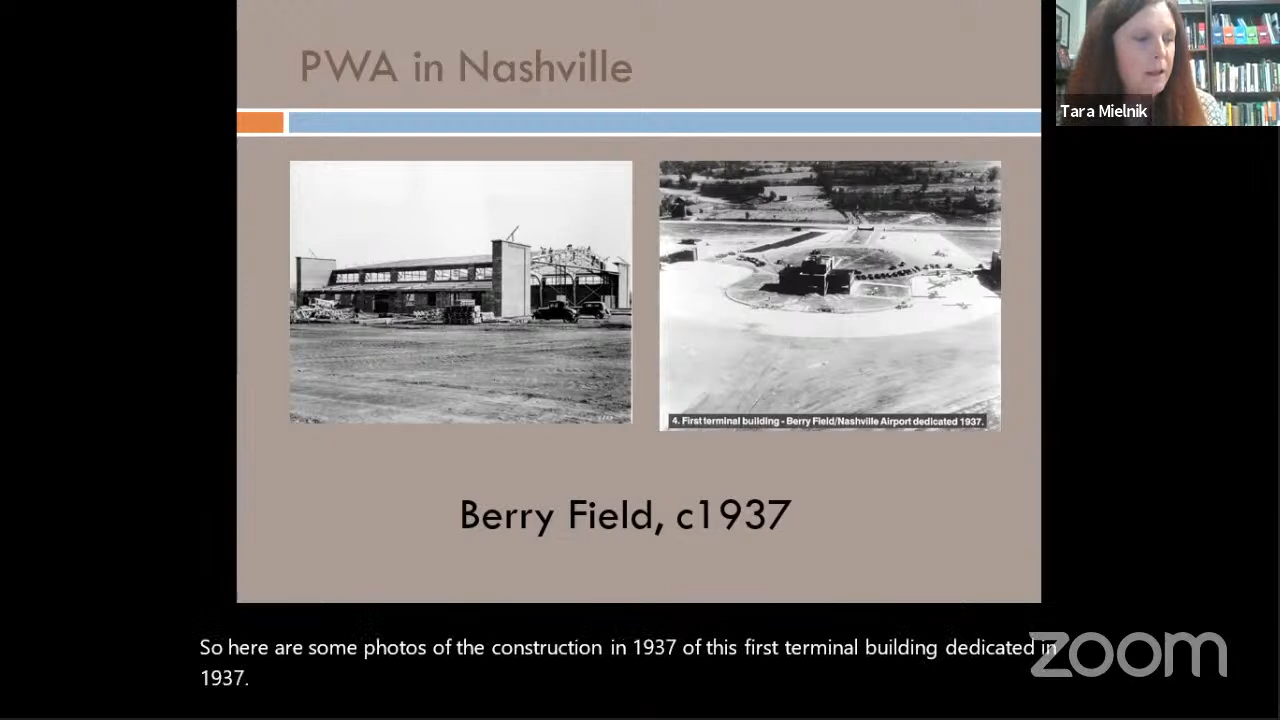 PWA in Nashville
Tara Mielnik
4. First terminal building - Berry Field/Nashville Airport dedicated 1937.
Berry Field, c1937
So here are some photos of the construction in 1937 of this first terminal building dedicated in
1937.
zoom